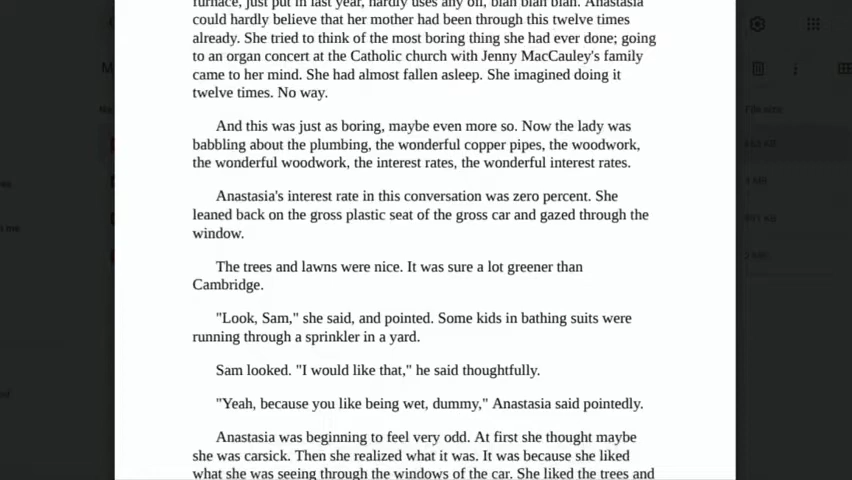 furnace, just put in last year, hardly uses any oil, blah blah blah. Anastasia
could hardly believe that her mother had been through this twelve times
already. She tried to think of the most boring thing she had ever done; going
to an organ concert at the Catholic church with Jenny MacCauley's family
came to her mind. She had almost fallen asleep. She imagined doing it
twelve times. No way.
And this was just as boring, maybe even more so. Now the lady was
babbling about the plumbing, the wonderful copper pipes, the woodwork,
the wonderful woodwork, the interest rates, the wonderful interest rates.
Anastasia's interest rate in this conversation was zero percent. She
leaned back on the gross plastic seat of the gross car and gazed through the
window.
The trees and lawns were nice. It was sure a lot greener than
Cambridge.
"Look, Sam," she said, and pointed. Some kids in bathing suits were
running through a sprinkler in a yard.
Sam looked. "I would like that," he said thoughtfully.
"Yeah, because you like being wet, dummy," Anastasia said pointedly.
Anastasia was beginning to feel very odd. At first she thought maybe
she was carsick. Then she realized what it was. It was because she liked
what she was seeing through the windows of the car. She liked the trees and
File size